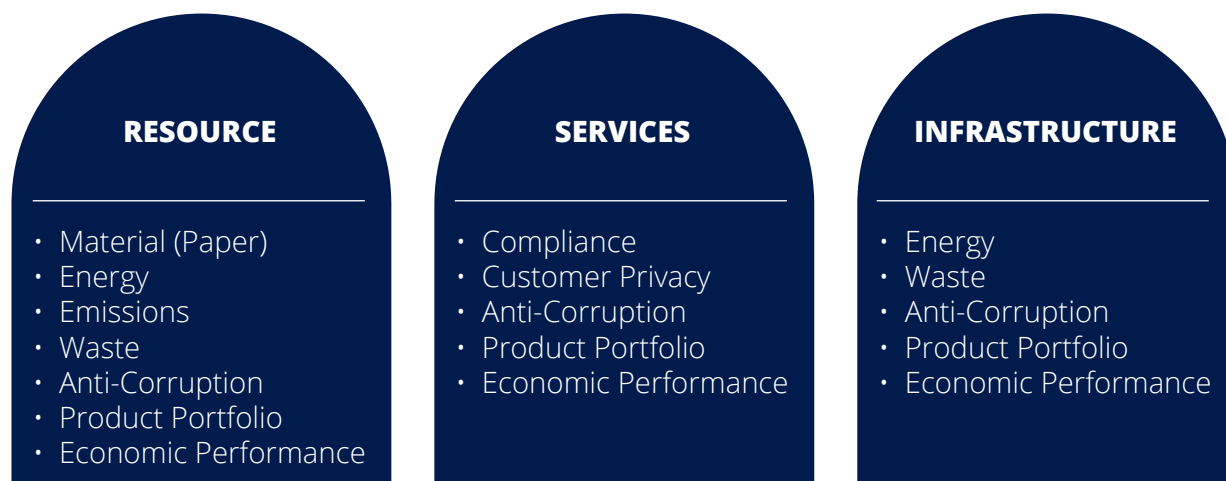 RESOURCE
• Material (Paper)
• Energy
• Emissions
• Waste
• Anti-Corruption
• Product Portfolio
• Economic Performance
SERVICES
• Compliance
• Customer Privacy
• Anti-Corruption
• Product Portfolio
• Economic Performance
INFRASTRUCTURE
• Energy
• Waste
• Anti-Corruption
• Product Portfolio
• Economic Performance